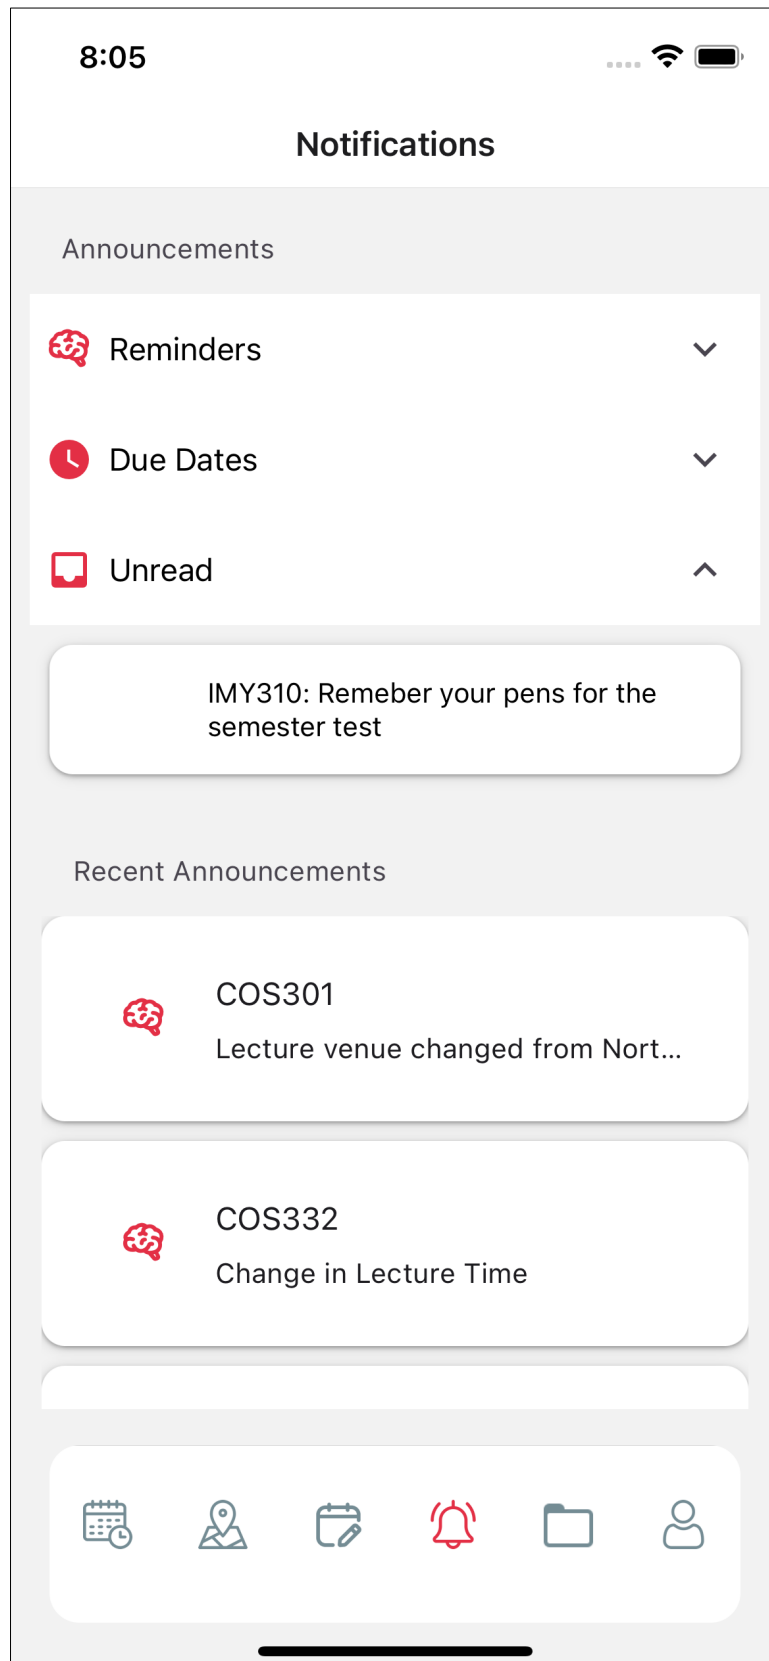 8:05
Notifications
Announcements
Reminders
Due Dates
Unread
IMY310: Remeber your pens for the
semester test
Recent Announcements
COS301
Lecture venue changed from Nort...
COS332
Change in Lecture Time